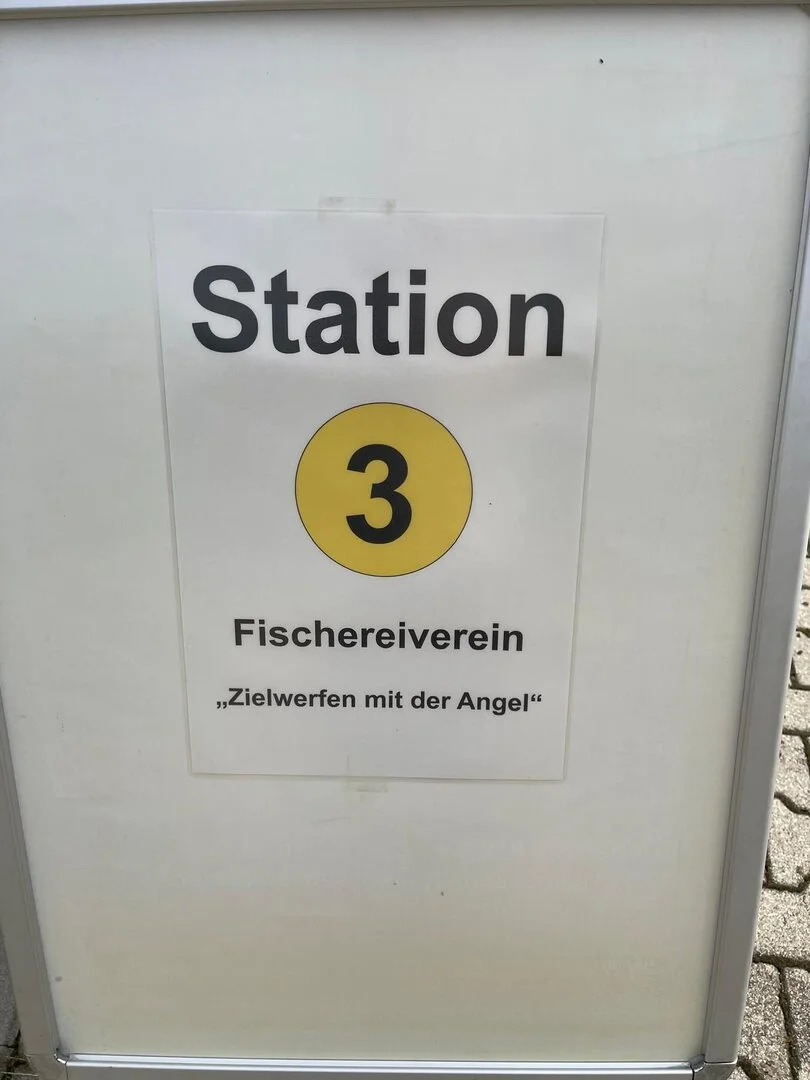 Station
3
Fischereiverein
„Zielwerfen mit der Angel“